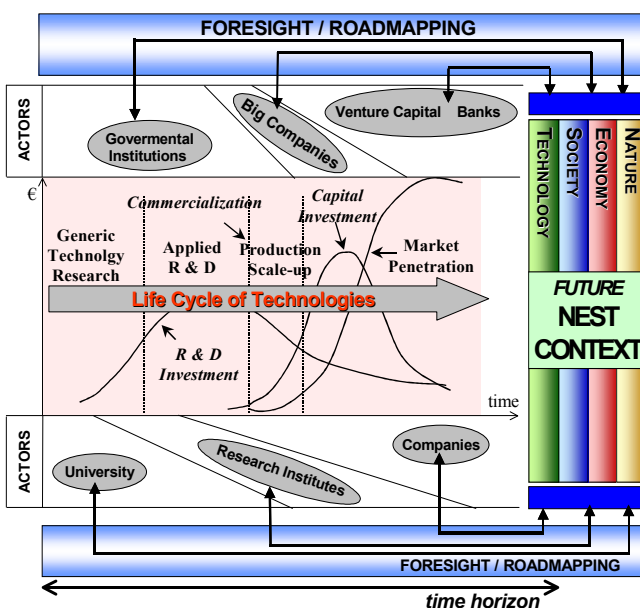 FORESIGHT / ROADMAPPING
ACTORS
Govermental
Institutions
Big Companies
Venture Capital Banks
TECHNOLOGY
SOCIETY
ECONOMY
NATURE
€
Commercialization
Capital
Investment
Generic
Technolgy
Research
Applied
R & D
Production
Scale-up
Market
Penetration
Life Cycle of Technologies
FUTURE
NEST
CONTEXT
R & D
Investment
time
ACTORS
University
Research Institutes
Companies
FORESIGHT / ROADMAPPING
time horizon